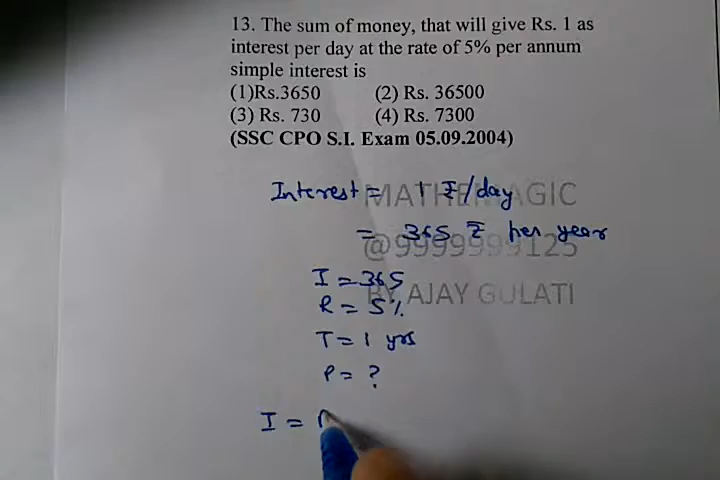 13. The sum of money, that will give Rs. 1 as
interest per day at the rate of 5% per annum
simple interest is
(1)Rs.3650 (2) Rs. 36500
(3) Rs. 730 (4) Rs. 7300
(SSC CPO S.I. Exam 05.09.2004)
Interest = 1 ₹/day
MATHEMAGIC
= 365 ₹ per year
@9999999125
I = 365
BY AJAY GULATI
R = 5%
T = 1 yrs
P = ?
I =